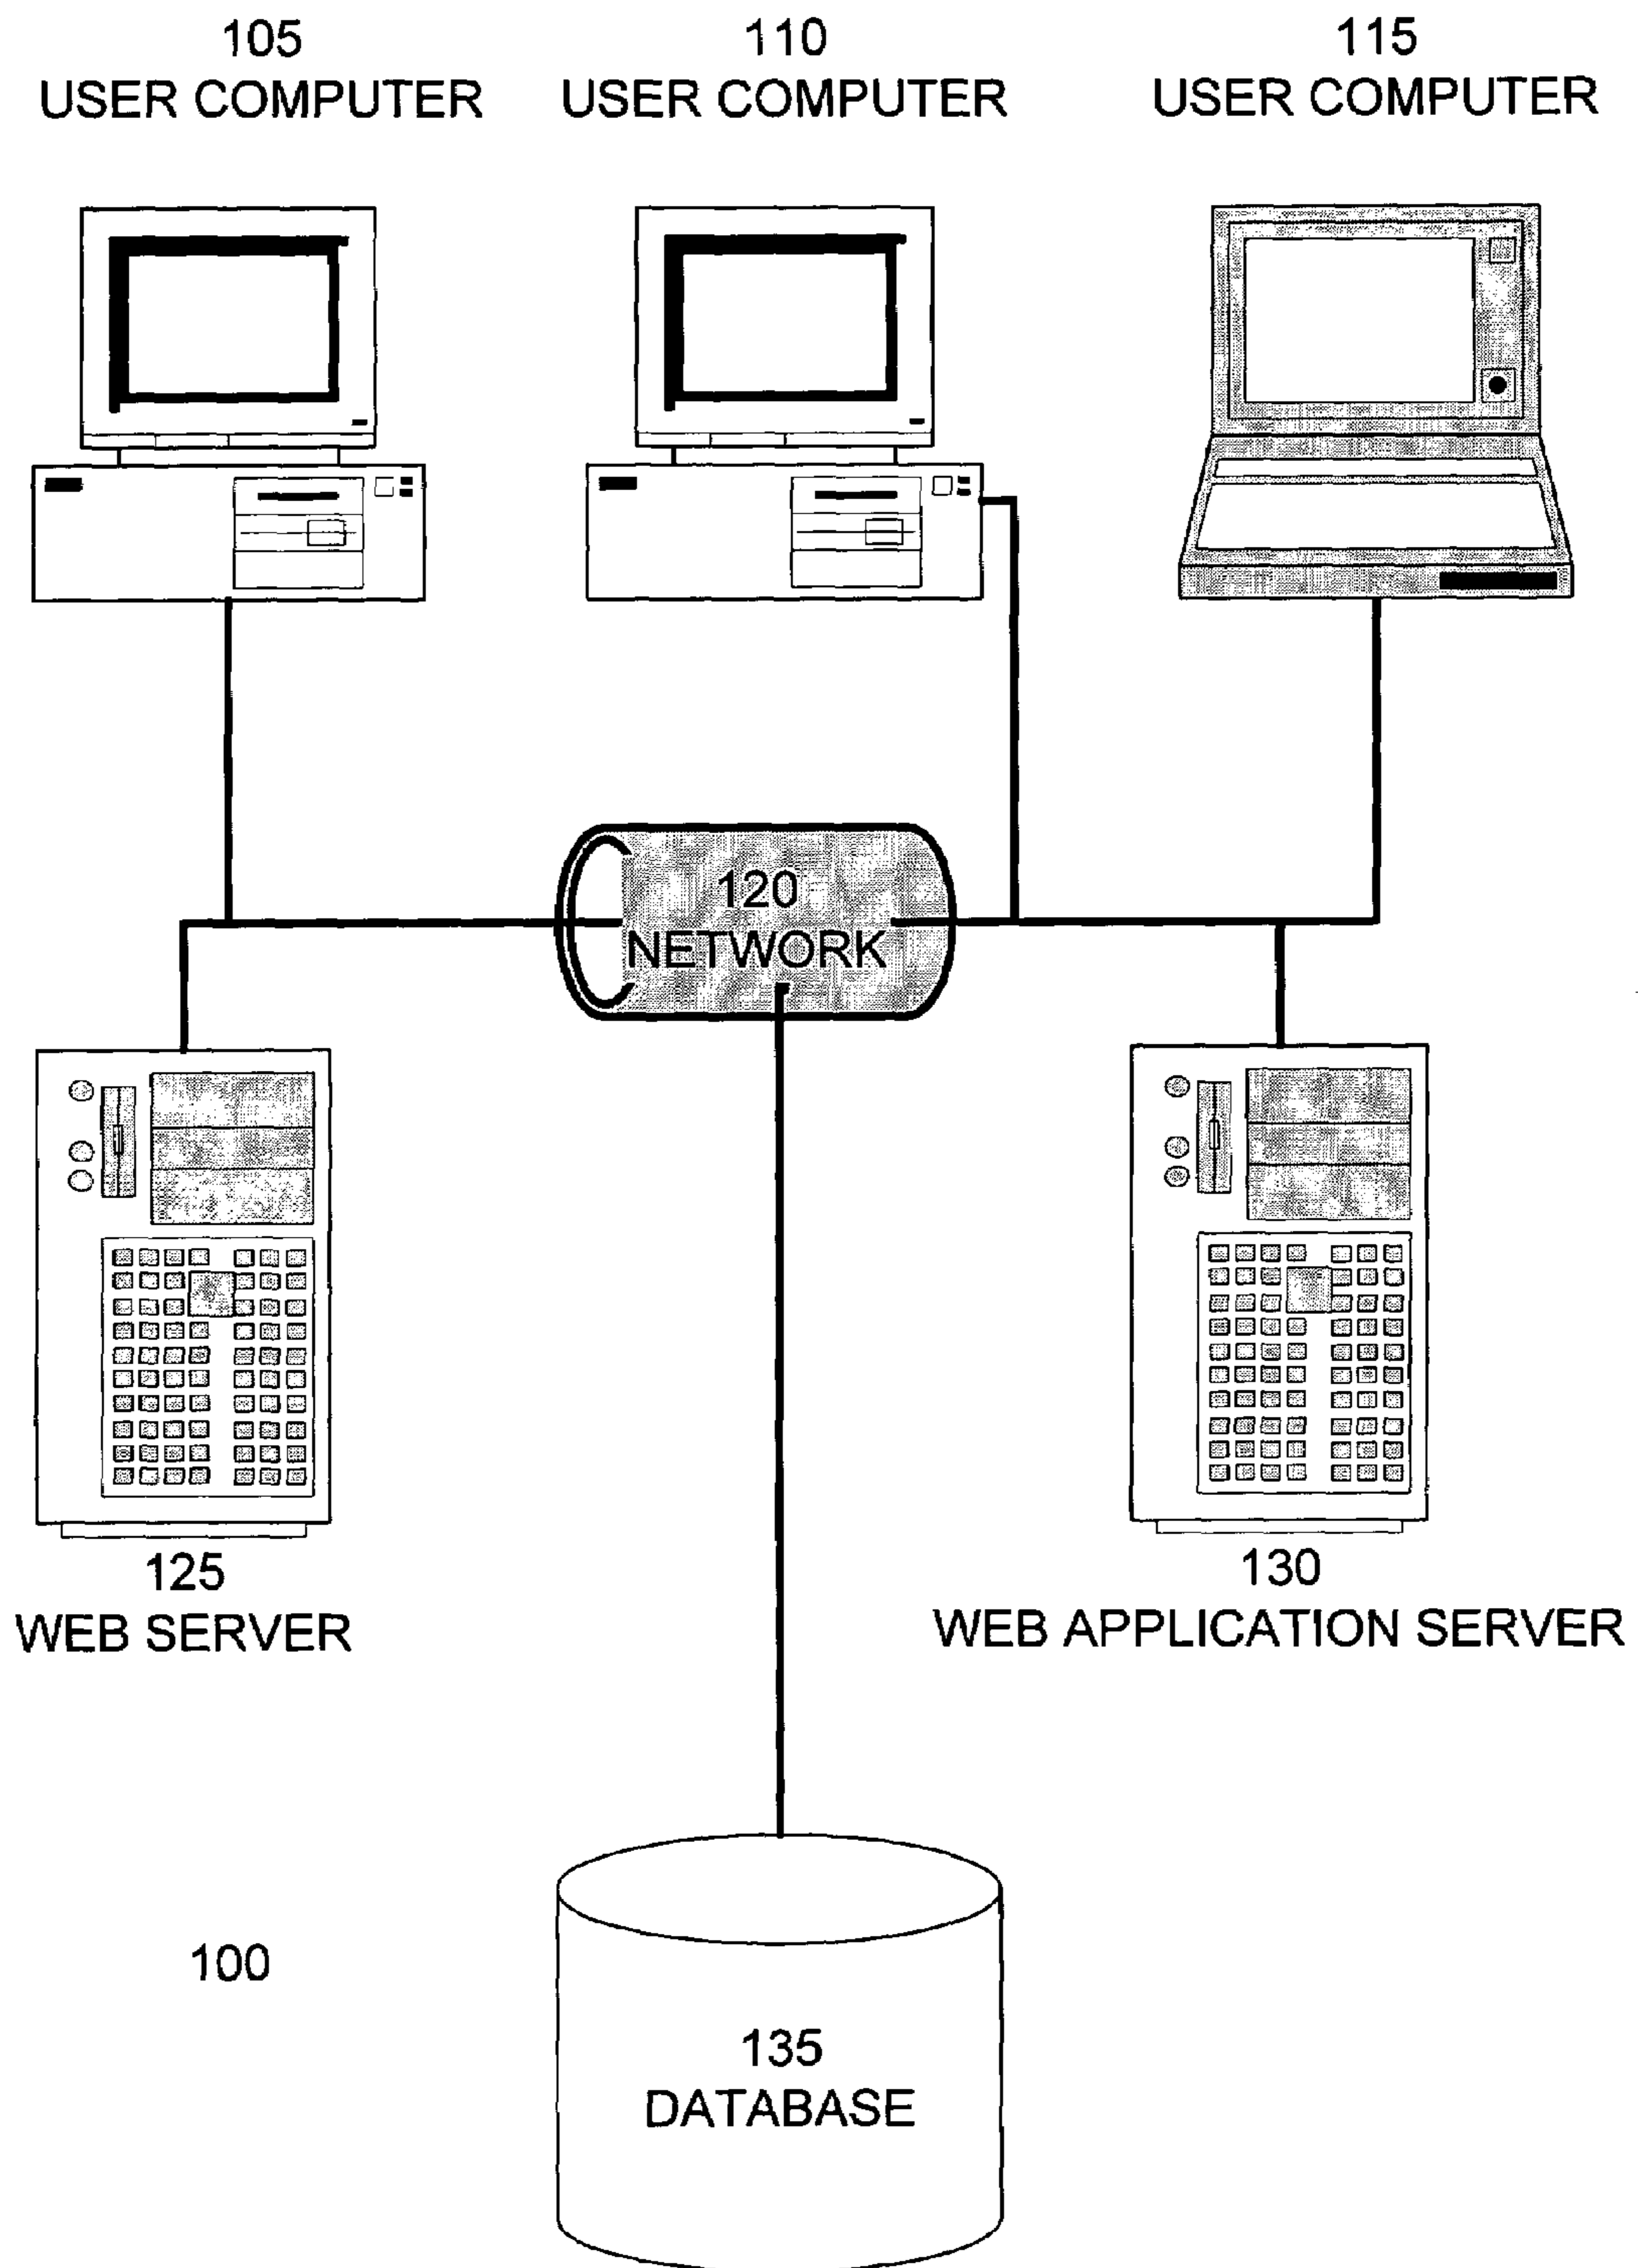 105
USER COMPUTER
110
USER COMPUTER
115
USER COMPUTER
120
NETWORK
125
WEB SERVER
130
WEB APPLICATION SERVER
100
135
DATABASE